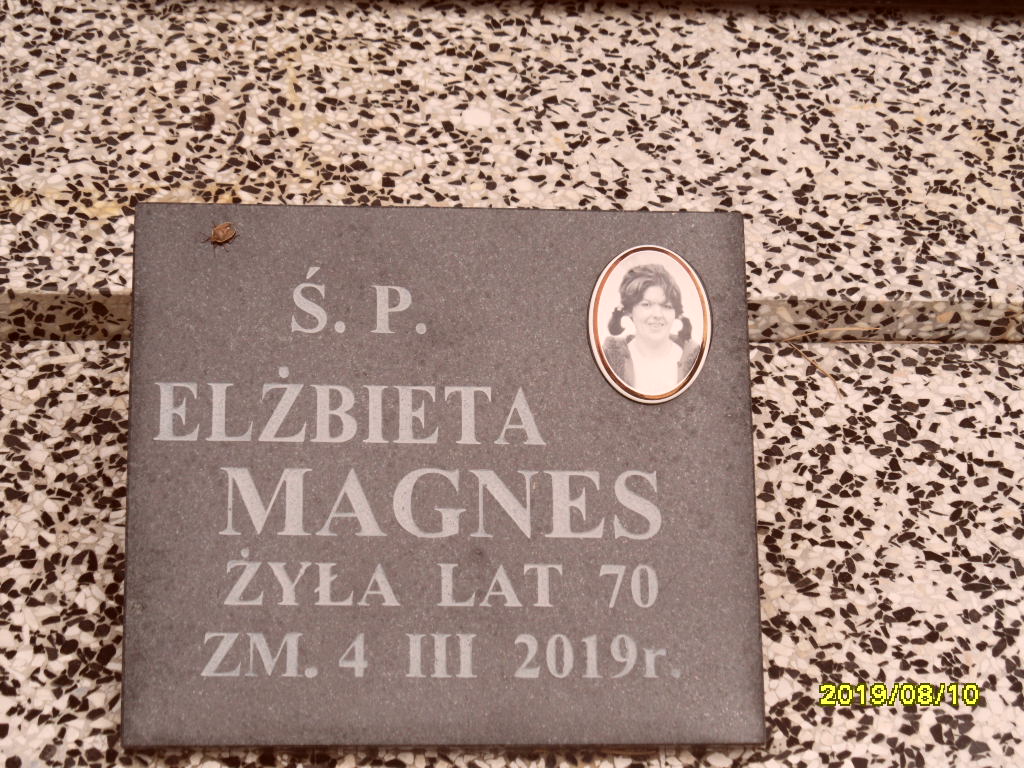 Ś. P.
ELŻBIETA
MAGNES
ŻYŁA LAT 70
ZM. 4 III 2019r.
2019/08/10